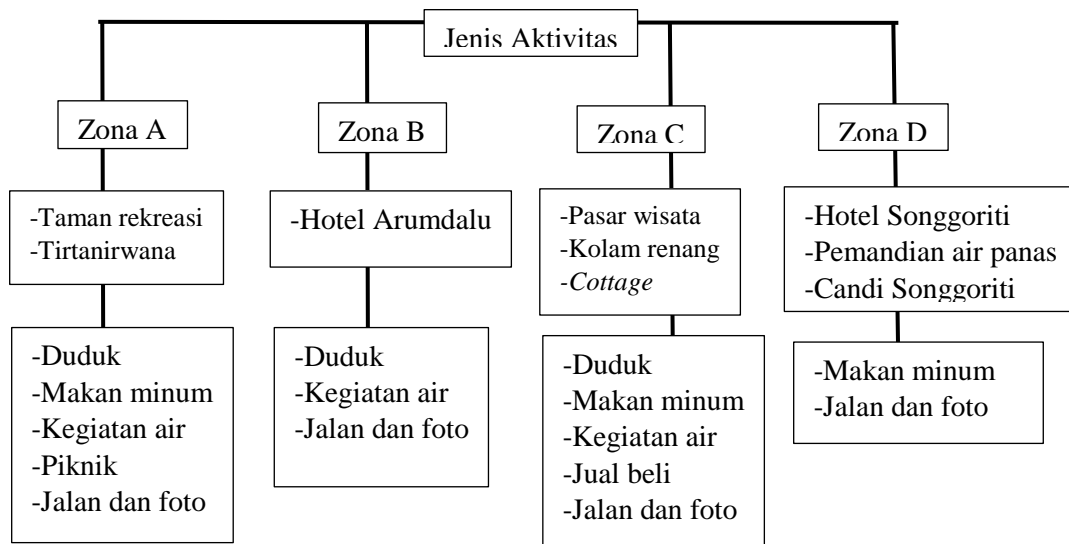 Jenis Aktivitas
Zona A
Zona B
Zona C
Zona D
-Taman rekreasi
-Tirtanirwana
-Hotel Arumdalu
-Pasar wisata
-Kolam renang
-Cottage
-Hotel Songgoriti
-Pemandian air panas
-Candi Songgoriti
-Duduk
-Makan minum
-Kegiatan air
-Piknik
-Jalan dan foto
-Duduk
-Kegiatan air
-Jalan dan foto
-Duduk
-Makan minum
-Kegiatan air
-Jual beli
-Jalan dan foto
-Makan minum
-Jalan dan foto